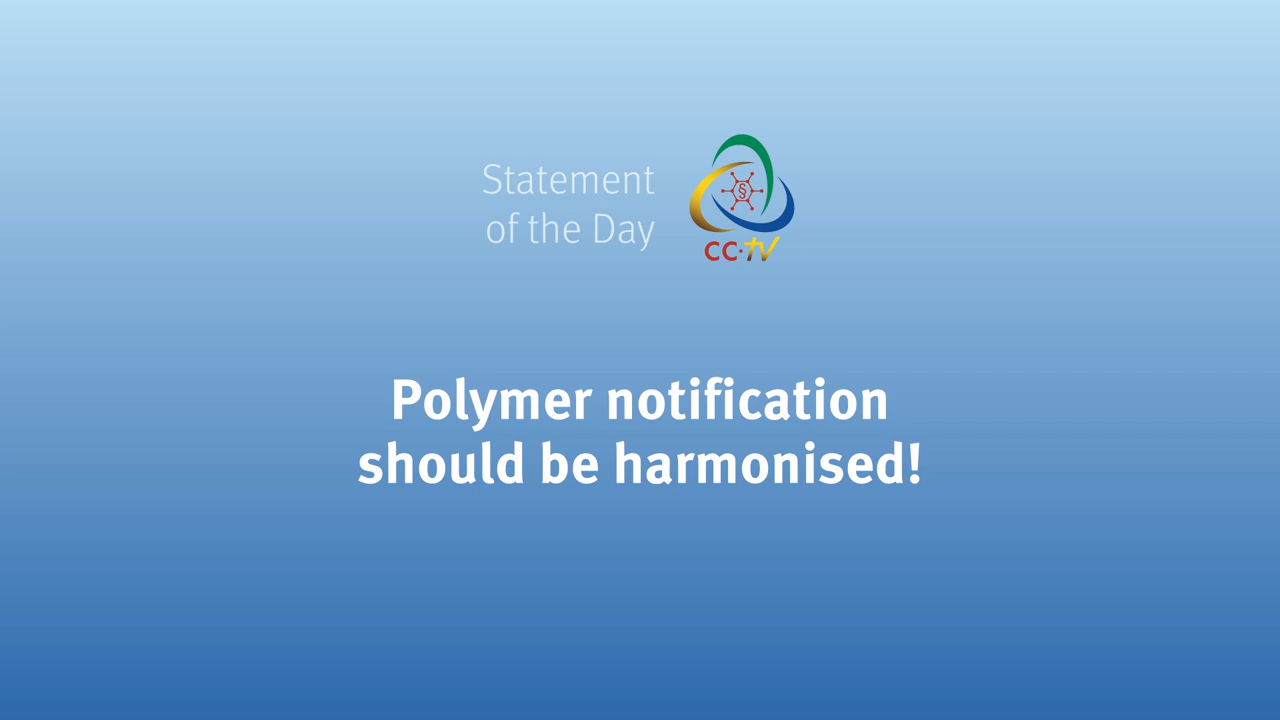 Statement
of the Day
§
CC·TV
Polymer notification
should be harmonised!